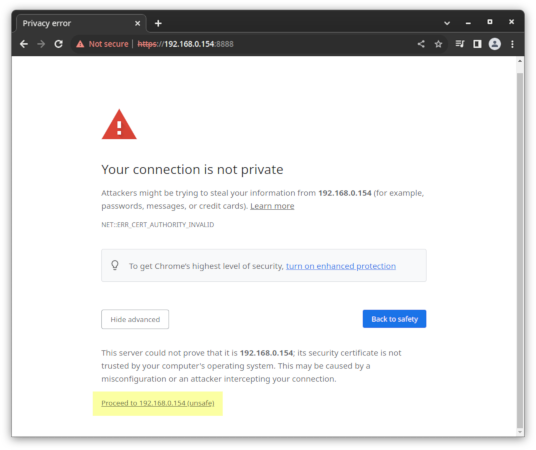 Privacy error
Not secure | https://192.168.0.154:8888
Your connection is not private
Attackers might be trying to steal your information from 192.168.0.154 (for example,
passwords, messages, or credit cards). Learn more
NET::ERR_CERT_AUTHORITY_INVALID
To get Chrome's highest level of security, turn on enhanced protection
Hide advanced
Back to safety
This server could not prove that it is 192.168.0.154; its security certificate is not
trusted by your computer's operating system. This may be caused by a
misconfiguration or an attacker intercepting your connection.
Proceed to 192.168.0.154 (unsafe)